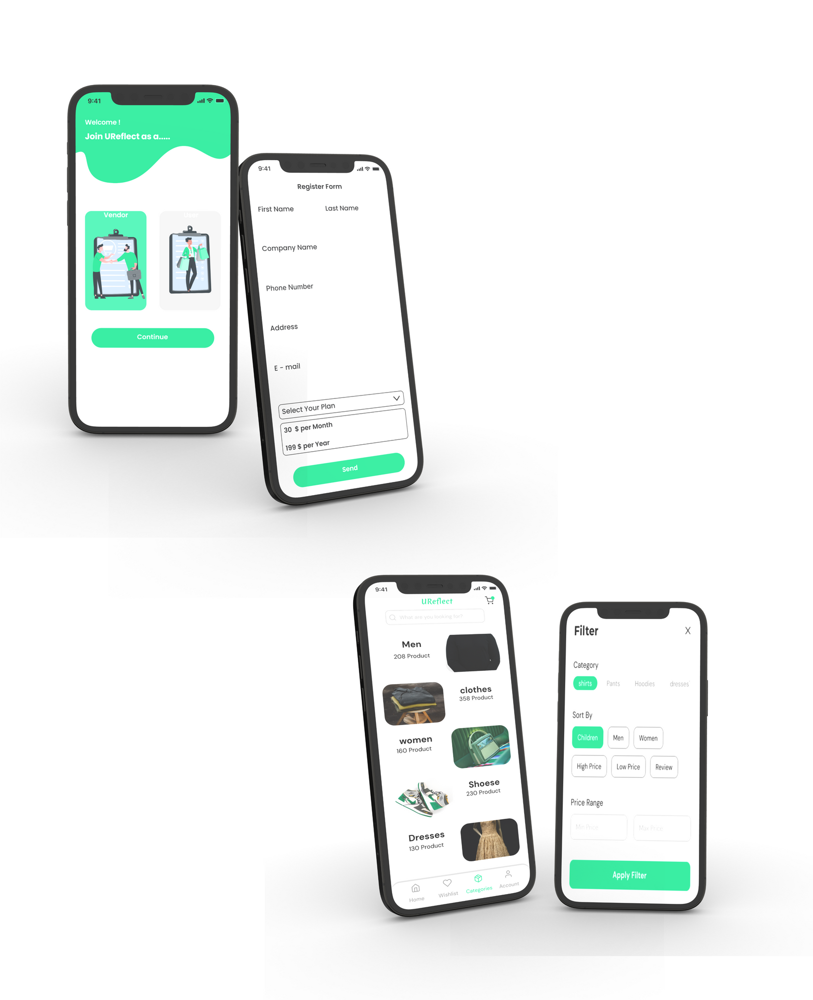 9:41
Welcome !
Join UReflect as a.....
Vendor
User
Continue
9:41
Register Form
First Name
Last Name
Company Name
Phone Number
Address
E - mail
Select Your Plan
30 $ per Month
199 $ per Year
Send
9:41
UReflect
What are you looking for?
Men
208 Product
clothes
358 Product
women
160 Product
Shoese
230 Product
Dresses
130 Product
Home
Wishlist
Categories
Account
Filter
X
Category
shirts
Pants
Hoodies
dresses
Sort By
Children
Men
Women
High Price
Low Price
Review
Price Range
Min Price
Max Price
Apply Filter